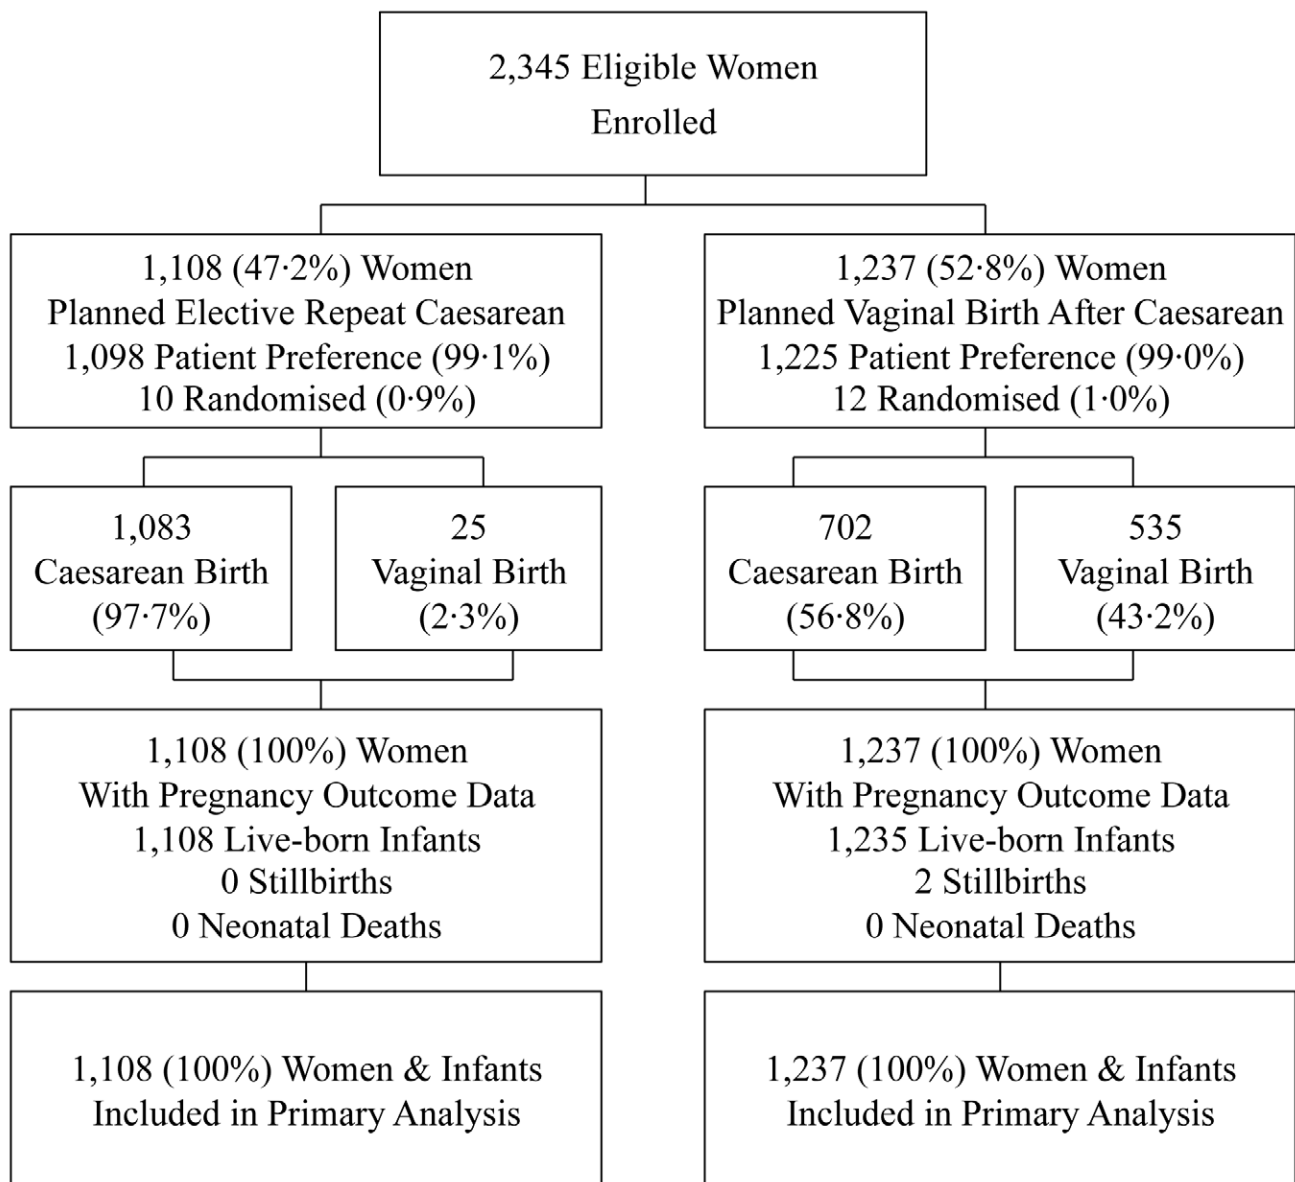 2,345 Eligible Women
Enrolled
1,108 (47·2%) Women
Planned Elective Repeat Caesarean
1,098 Patient Preference (99·1%)
10 Randomised (0·9%)
1,237 (52·8%) Women
Planned Vaginal Birth After Caesarean
1,225 Patient Preference (99·0%)
12 Randomised (1·0%)
1,083
Caesarean Birth
(97·7%)
25
Vaginal Birth
(2·3%)
702
Caesarean Birth
(56·8%)
535
Vaginal Birth
(43·2%)
1,108 (100%) Women
With Pregnancy Outcome Data
1,108 Live-born Infants
0 Stillbirths
0 Neonatal Deaths
1,237 (100%) Women
With Pregnancy Outcome Data
1,235 Live-born Infants
2 Stillbirths
0 Neonatal Deaths
1,108 (100%) Women & Infants
Included in Primary Analysis
1,237 (100%) Women & Infants
Included in Primary Analysis